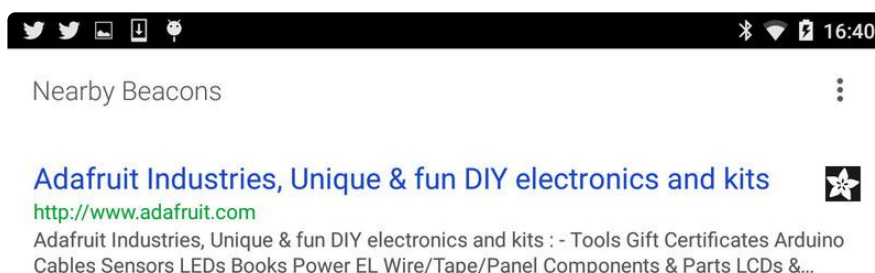 16:40
Nearby Beacons
Adafruit Industries, Unique & fun DIY electronics and kits
http://www.adafruit.com
Adafruit Industries, Unique & fun DIY electronics and kits : - Tools Gift Certificates Arduino
Cables Sensors LEDs Books Power EL Wire/Tape/Panel Components & Parts LCDs &...